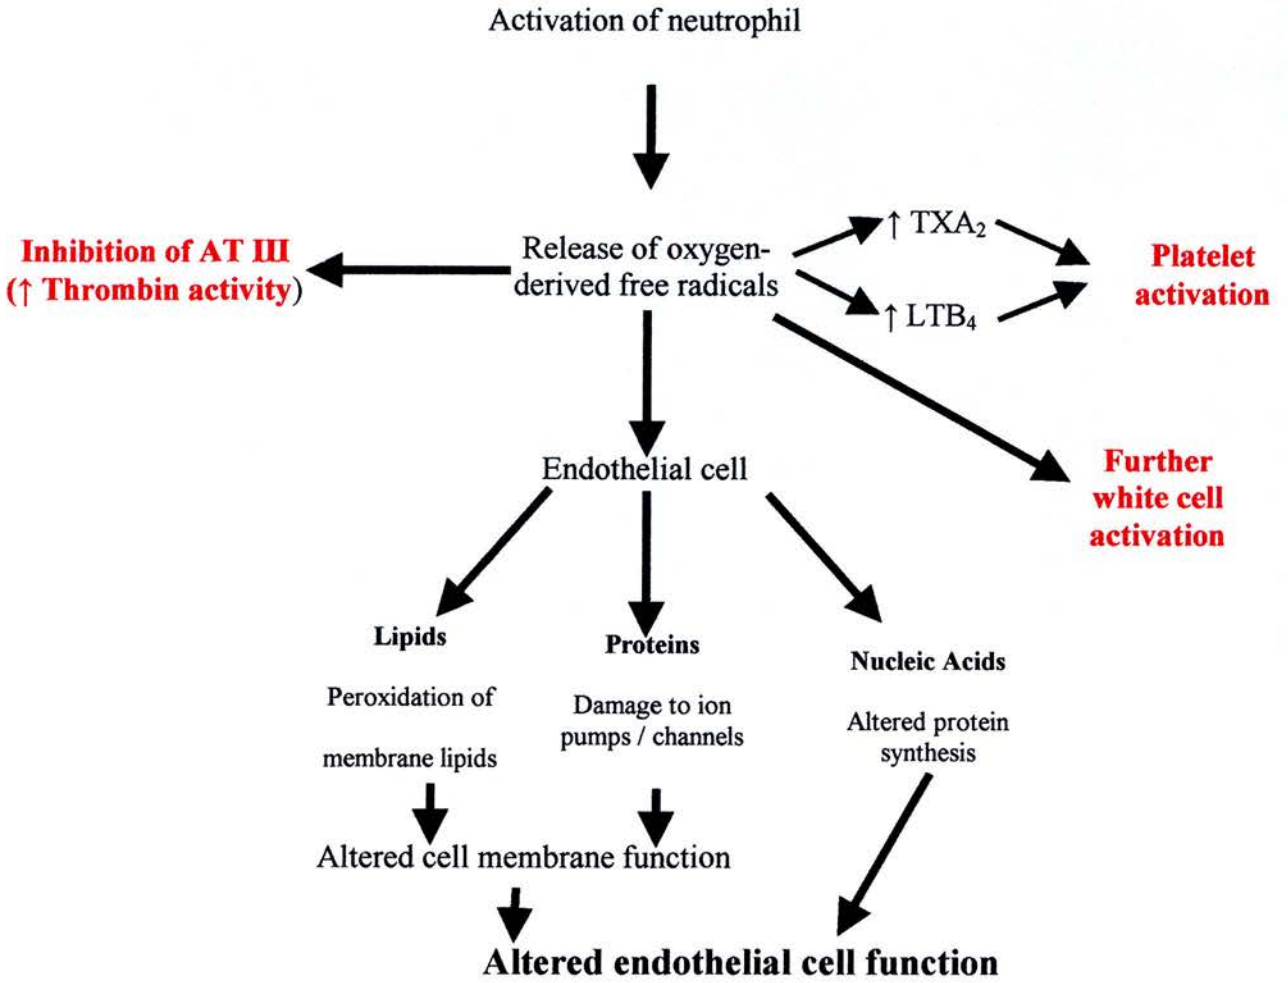 Activation of neutrophil
Inhibition of AT III
(↑ Thrombin activity)
Release of oxygen-
derived free radicals
↑ TXA₂
↑ LTB₄
Platelet
activation
Further
white cell
activation
Endothelial cell
Lipids
Peroxidation of
membrane lipids
Proteins
Damage to ion
pumps / channels
Nucleic Acids
Altered protein
synthesis
Altered cell membrane function
Altered endothelial cell function